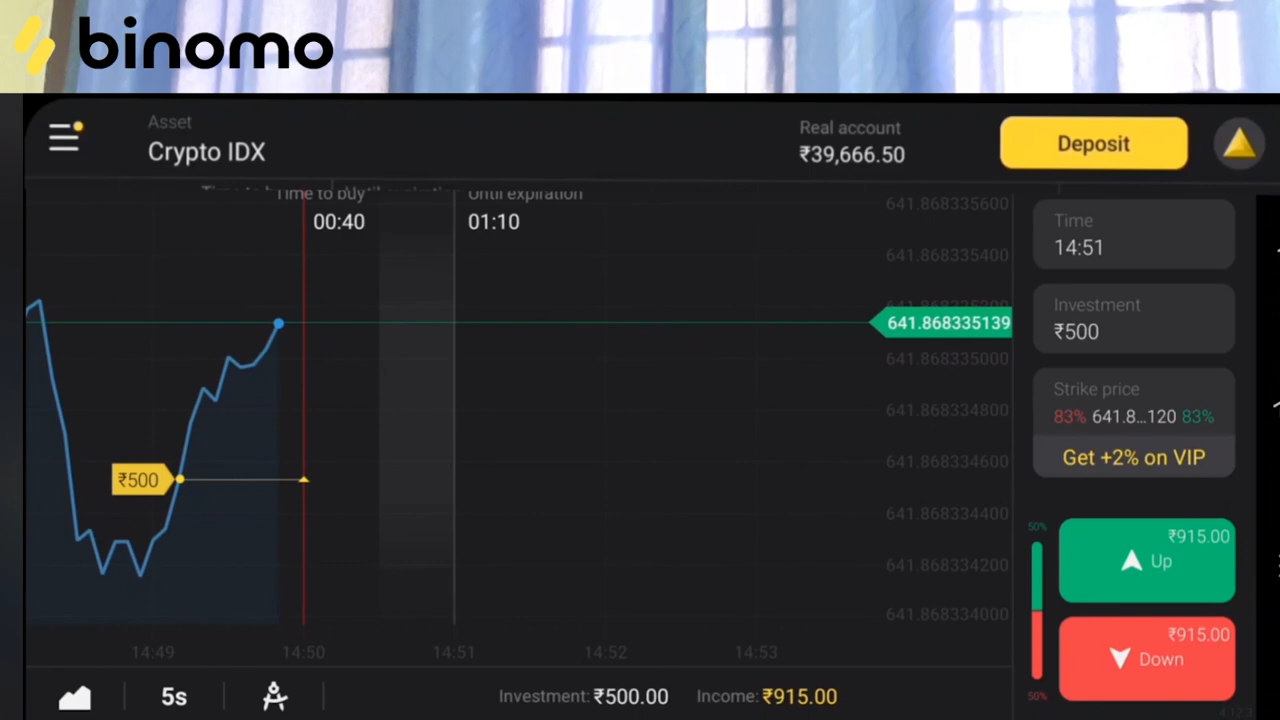 binomo
Asset
Crypto IDX
Real account
₹39,666.50
Deposit
Time to buy
Until expiration
00:40
01:10
641.868335600
641.868335400
641.868335139
641.868335000
641.868334800
641.868334600
641.868334400
641.868334200
641.868334000
₹500
14:49
14:50
14:51
14:52
14:53
Time
14:51
Investment
₹500
Strike price
83% 641.8...120 83%
Get +2% on VIP
50%
₹915.00
Up
₹915.00
Down
50%
5s
Investment: ₹500.00
Income: ₹915.00